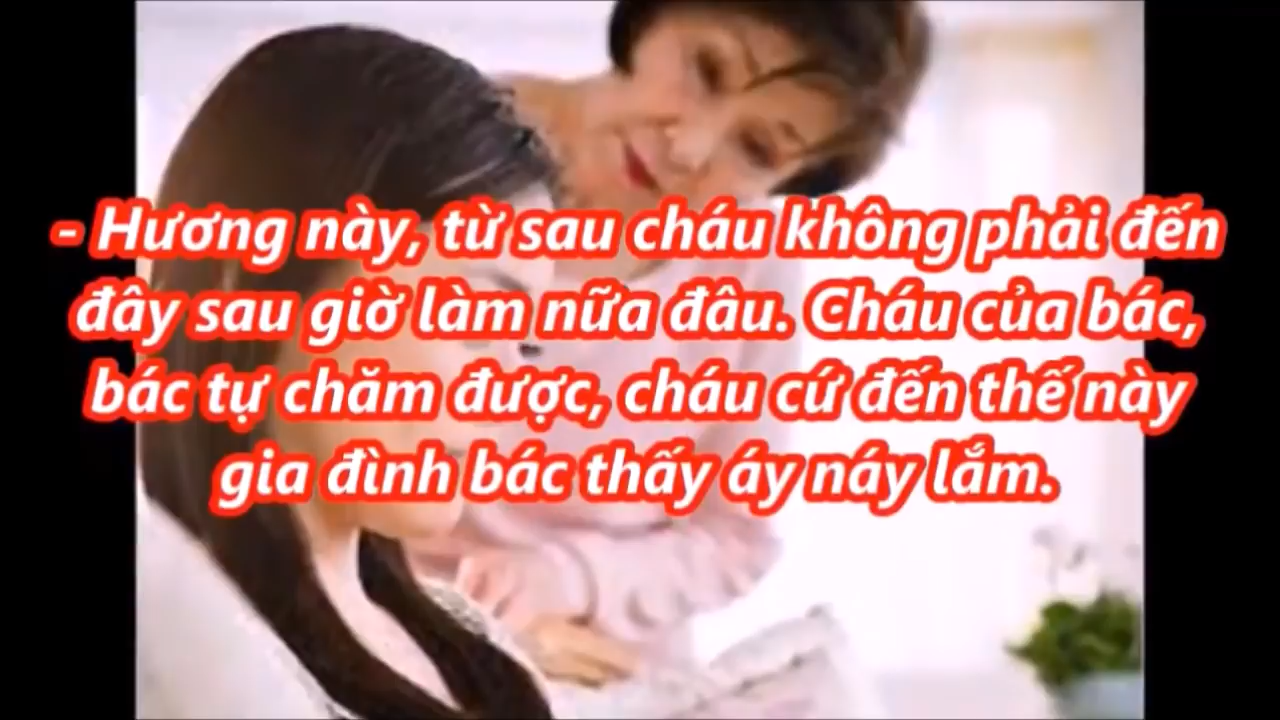 - Hương này, từ sau cháu không phải đến
đây sau giờ làm nữa đâu. Cháu của bác,
bác tự chăm được, cháu cứ đến thế này
gia đình bác thấy áy náy lắm.